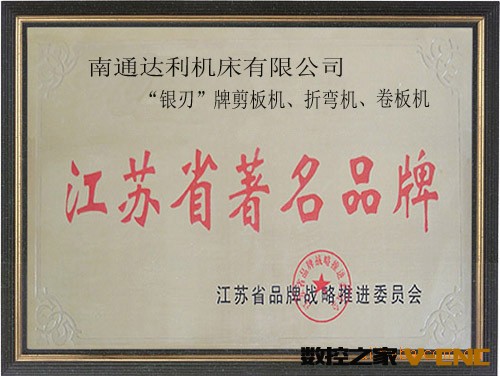 南通达利机床有限公司
“银刃”牌剪板机、折弯机、卷板机
江苏省著名品牌
江苏省品牌战略推进委员会
数控之家 V-CNC